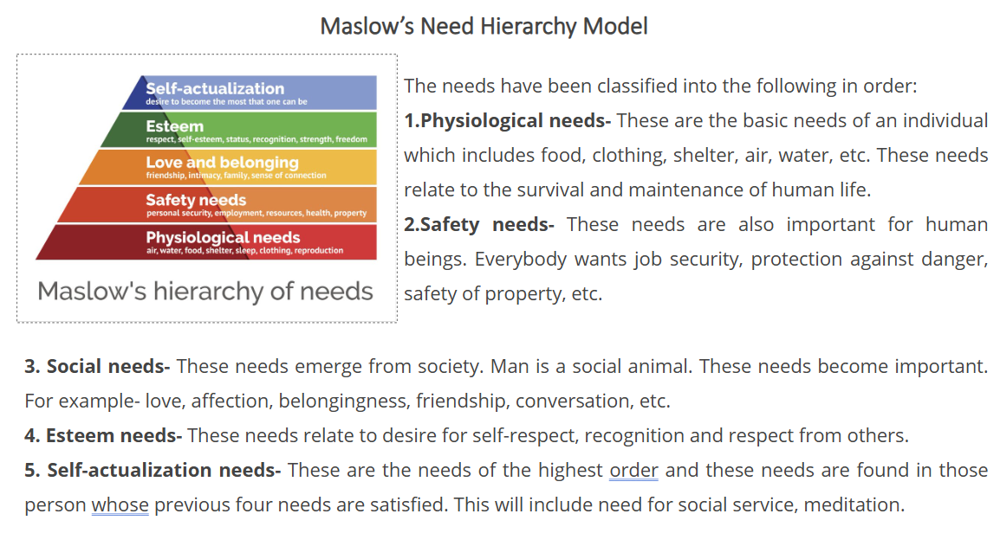 Maslow's Need Hierarchy Model
Self-actualization
desire to become the most that one can be
Esteem
respect, self-esteem, status, recognition, strength, freedom
Love and belonging
friendship, intimacy, family, sense of connection
Safety needs
personal security, employment, resources, health, property
Physiological needs
air, water, food, shelter, sleep, clothing, reproduction
Maslow's hierarchy of needs
The needs have been classified into the following in order:
1.Physiological needs- These are the basic needs of an individual
which includes food, clothing, shelter, air, water, etc. These needs
relate to the survival and maintenance of human life.
2.Safety needs- These needs are also important for human
beings. Everybody wants job security, protection against danger,
safety of property, etc.
3. Social needs- These needs emerge from society. Man is a social animal. These needs become important.
For example- love, affection, belongingness, friendship, conversation, etc.
4. Esteem needs- These needs relate to desire for self-respect, recognition and respect from others.
5. Self-actualization needs- These are the needs of the highest order and these needs are found in those
person whose previous four needs are satisfied. This will include need for social service, meditation.